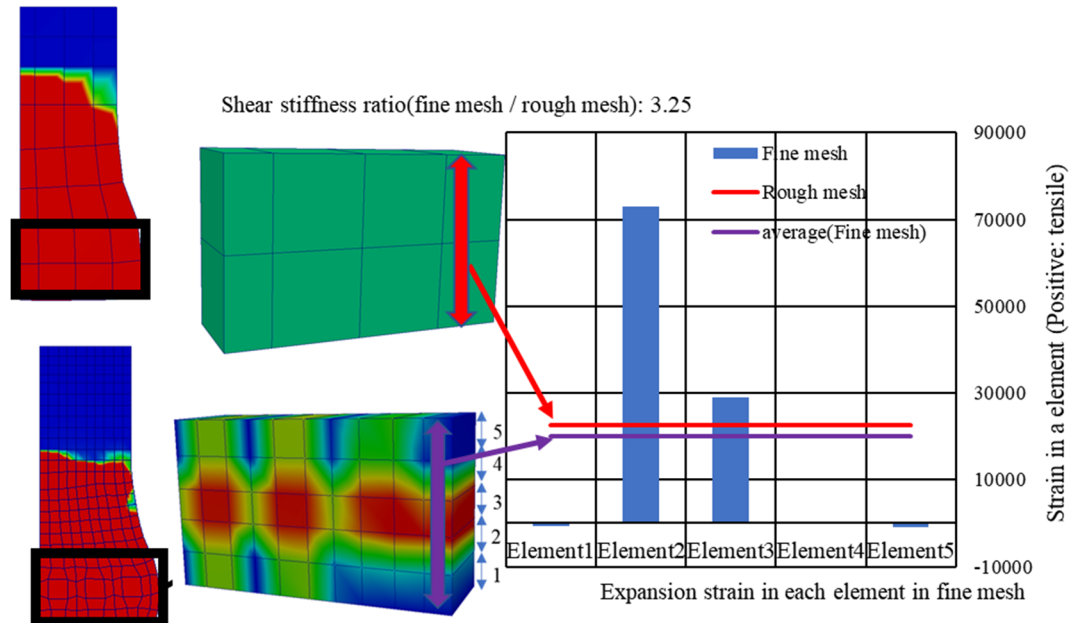 Shear stiffness ratio(fine mesh / rough mesh): 3.25
90000
70000
50000
30000
10000
-10000
Strain in a element (Positive: tensile)
Fine mesh
Rough mesh
average(Fine mesh)
5
4
3
2
1
Element1 Element2 Element3 Element4 Element5
Expansion strain in each element in fine mesh